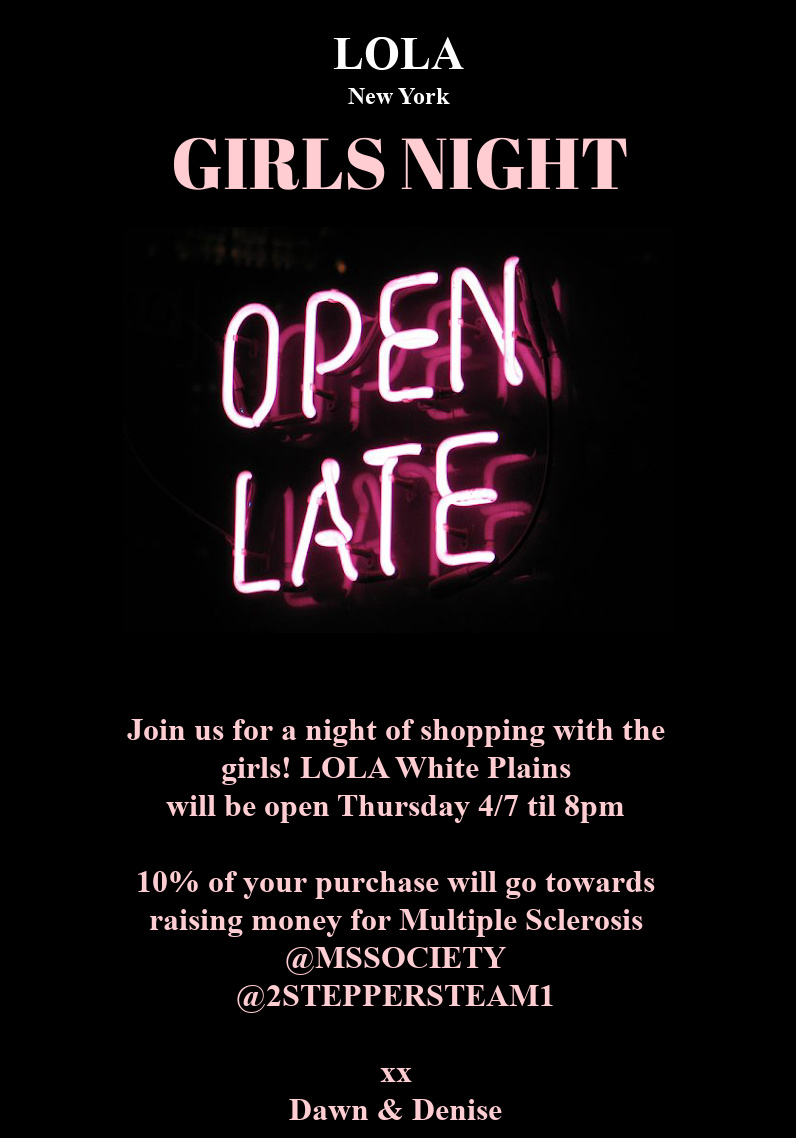 LOLA
New York
GIRLS NIGHT
OPEN
LATE
Join us for a night of shopping with the
girls! LOLA White Plains
will be open Thursday 4/7 til 8pm
10% of your purchase will go towards
raising money for Multiple Sclerosis
@MSSOCIETY
@2STEPPERSTEAM1
xx
Dawn & Denise